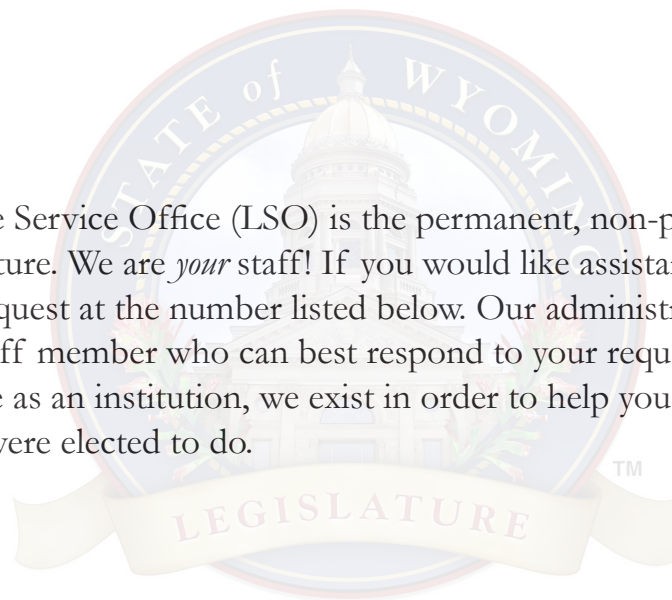 STATE of WYOMING
e Service Office (LSO) is the permanent, non-p
ture. We are your staff! If you would like assista
quest at the number listed below. Our administr
ff member who can best respond to your requ
e as an institution, we exist in order to help you
were elected to do.
TM
LEGISLATURE